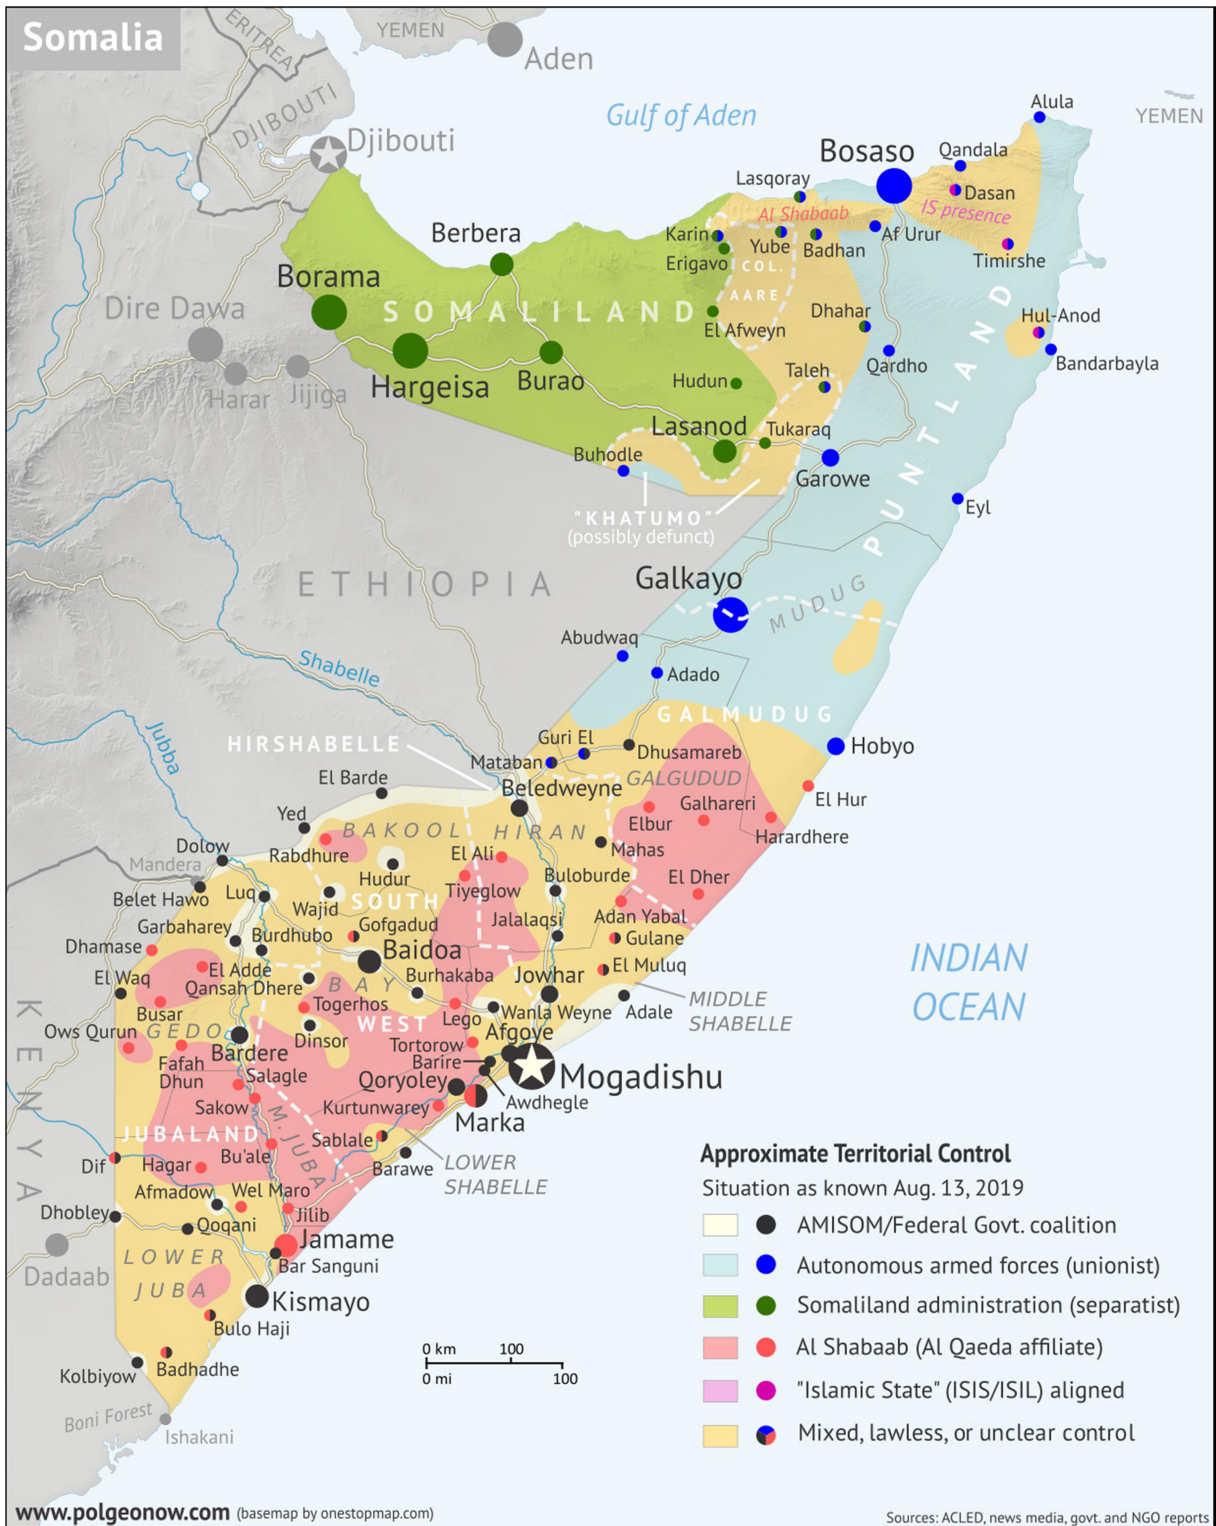 Somalia
ERITREA
YEMEN
Aden
DJIBOUTI
Djibouti
Gulf of Aden
YEMEN
Alula
Bosaso
Qandala
Lasqoray
Dasan
Al Shabaab
IS presence
Berbera
Karin
Yube
Badhan
Af Urur
Erigavo
Timirshe
COL.
AARE
Borama
SOMALILAND
Dire Dawa
El Afweyn
Dhahar
Hul-Anod
Bandarbayla
Harar
Jijiga
Hargeisa
Burao
Hudun
Taleh
Qardho
PUNTLAND
Lasanod
Tukaraq
Buhodle
Garowe
Eyl
"KHATUMO"
(possibly defunct)
ETHIOPIA
Galkayo
MUDUG
Abudwaq
Adado
Shabelle
Jubba
GALMUDUG
HIRSHABELLE
Guri El
Dhusamareb
Hobyo
Mataban
GALGUDUD
El Barde
Beledweyne
El Hur
Yed
BAKOOL
HIRAN
Galhareri
Elbur
Harardhere
Dolow
Rabdhure
El Ali
Mahas
Mandera
Hudur
Tiyeglow
Buloburde
El Dher
Belet Hawo
Luq
Wajid
SOUTH
Jalalaqsi
Adan Yabal
Garbaharey
Burdhubo
Gofgadud
Gulane
Dhamase
Baidoa
El Adde
El Waq
Qansah Dhere
BAY
Burhakaba
Jowhar
El Muluq
INDIAN
OCEAN
Busar
Togerhos
WEST
Lego
Wanla Weyne
Adale
MIDDLE
SHABELLE
Ows Qurun
GEDO
Dinsor
Afgoye
Bardere
Tortorow
Barire
Fafah
Dhun
Salagle
Qoryoley
Mogadishu
Sakow
Kurtunwarey
Awdhegle
Marka
KENYA
JUBALAND
M. JUBA
Sablale
Dif
Hagar
Bu'ale
Barawe
LOWER
SHABELLE
Afmadow
Wel Maro
Dhobley
Qoqani
Jilib
Jamame
Dadaab
LOWER
JUBA
Bar Sanguni
Kismayo
Bulo Haji
Kolbiyow
Badhadhe
Boni Forest
Ishakani
0 km 100
0 mi 100
Approximate Territorial Control
Situation as known Aug. 13, 2019
AMISOM/Federal Govt. coalition
Autonomous armed forces (unionist)
Somaliland administration (separatist)
Al Shabaab (Al Qaeda affiliate)
"Islamic State" (ISIS/ISIL) aligned
Mixed, lawless, or unclear control
www.polgeonow.com (basemap by onestopmap.com)
Sources: ACLED, news media, govt. and NGO reports